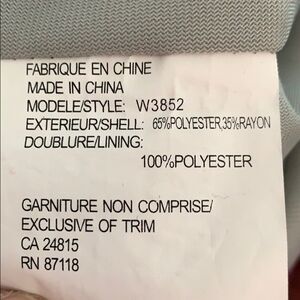 FABRIQUE EN CHINE
MADE IN CHINA
MODELE/STYLE: W3852
EXTERIEUR/SHELL: 65%POLYESTER,35%RAYON
DOUBLURE/LINING:
100%POLYESTER
GARNITURE NON COMPRISE/
EXCLUSIVE OF TRIM
CA 24815
RN 87118